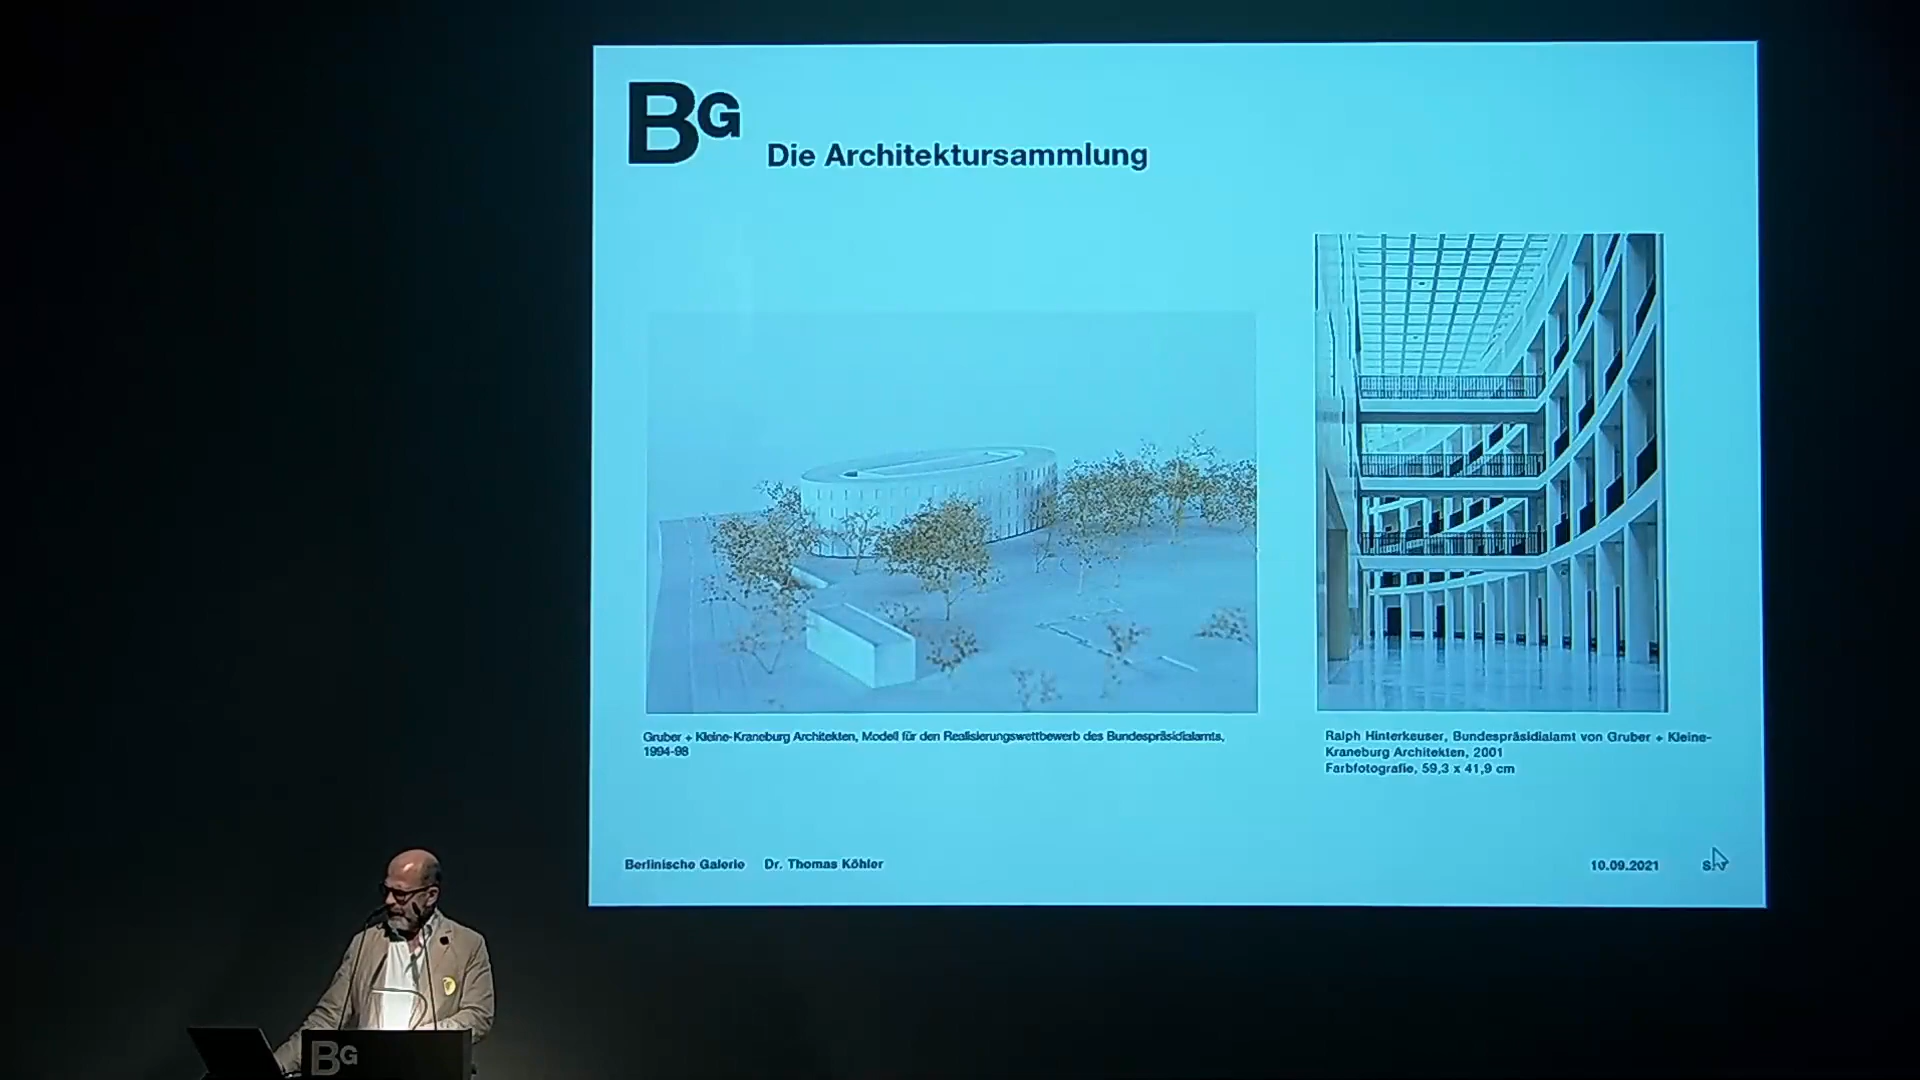 BG
Die Architektursammlung
Gruber + Kleine-Kraneburg Architekten, Modell für den Realisierungswettbewerb des Bundespräsidialamts,
1994-98
Ralph Hinterkeuser, Bundespräsidialamt von Gruber + Kleine-
Kraneburg Architekten, 2001
Farbfotografie, 59,3 x 41,9 cm
Berlinische Galerie Dr. Thomas Köhler
10.09.2021
BG